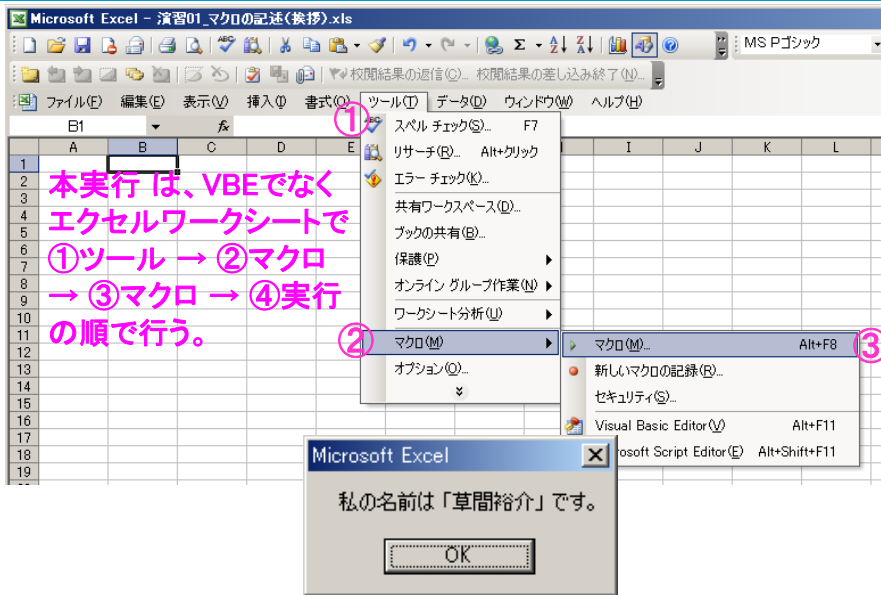 Microsoft Excel - 演習01_マクロの記述(挨拶).xls
MS Pゴシック
校閲結果の返信(C)... 校閲結果の差し込み終了(N)...
ファイル(F) 編集(E) 表示(V) 挿入(I) 書式(O) ツール(T) データ(D) ウィンドウ(W) ヘルプ(H)
B1 fx
A B C D E I J K L
1
2
3
4
5
6
7
8
9
10
11
12
13
14
15
16
17
18
19
本実行 は、VBEでなく
エクセルワークシートで
①ツール → ②マクロ
→ ③マクロ → ④実行
の順で行う。
①
スペル チェック(S)... F7
リサーチ(R)... Alt+クリック
エラー チェック(K)...
共有ワークスペース(D)...
ブックの共有(B)...
保護(P)
オンライン グループ作業(N)
ワークシート分析(U)
②
マクロ(M)
オプション(O)...
マクロ(M)... Alt+F8
③
新しいマクロの記録(R)...
セキュリティ(S)...
Visual Basic Editor(V) Alt+F11
rosoft Script Editor(E) Alt+Shift+F11
Microsoft Excel
私の名前は「草間裕介」です。
OK